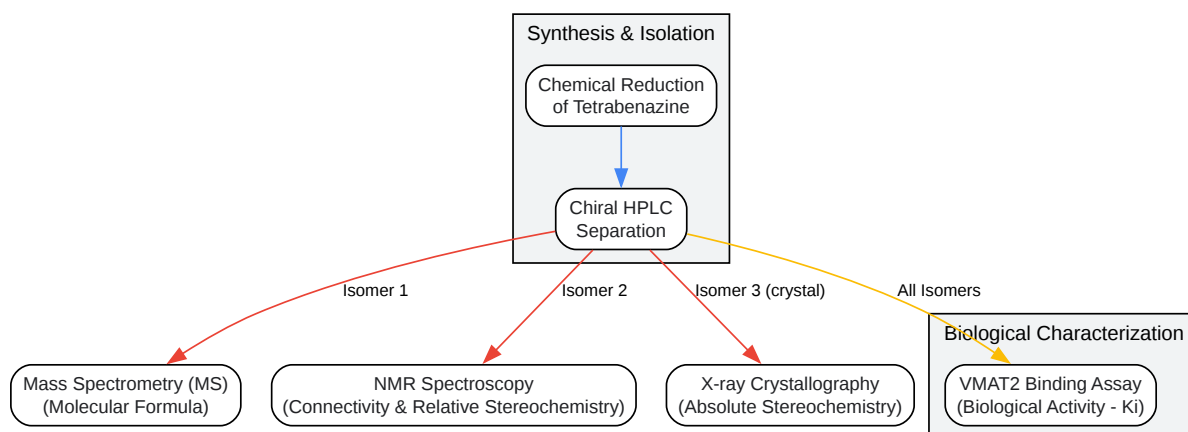 Synthesis & Isolation
Chemical Reduction
of Tetrabenazine
Chiral HPLC
Separation
Isomer 1
Isomer 2
Isomer 3 (crystal)
All Isomers
Biological Characterization
Mass Spectrometry (MS)
(Molecular Formula)
NMR Spectroscopy
(Connectivity & Relative Stereochemistry)
X-ray Crystallography
(Absolute Stereochemistry)
VMAT2 Binding Assay
(Biological Activity - Ki)